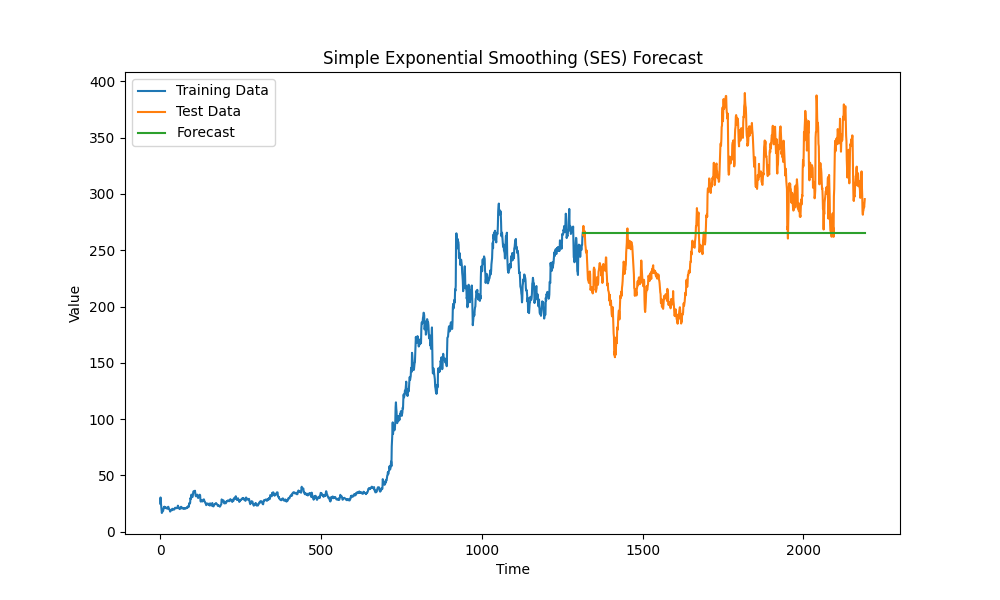 Simple Exponential Smoothing (SES) Forecast
Training Data
Test Data
Forecast
400
350
300
250
200
150
100
50
0
Value
0 500 1000 1500 2000
Time